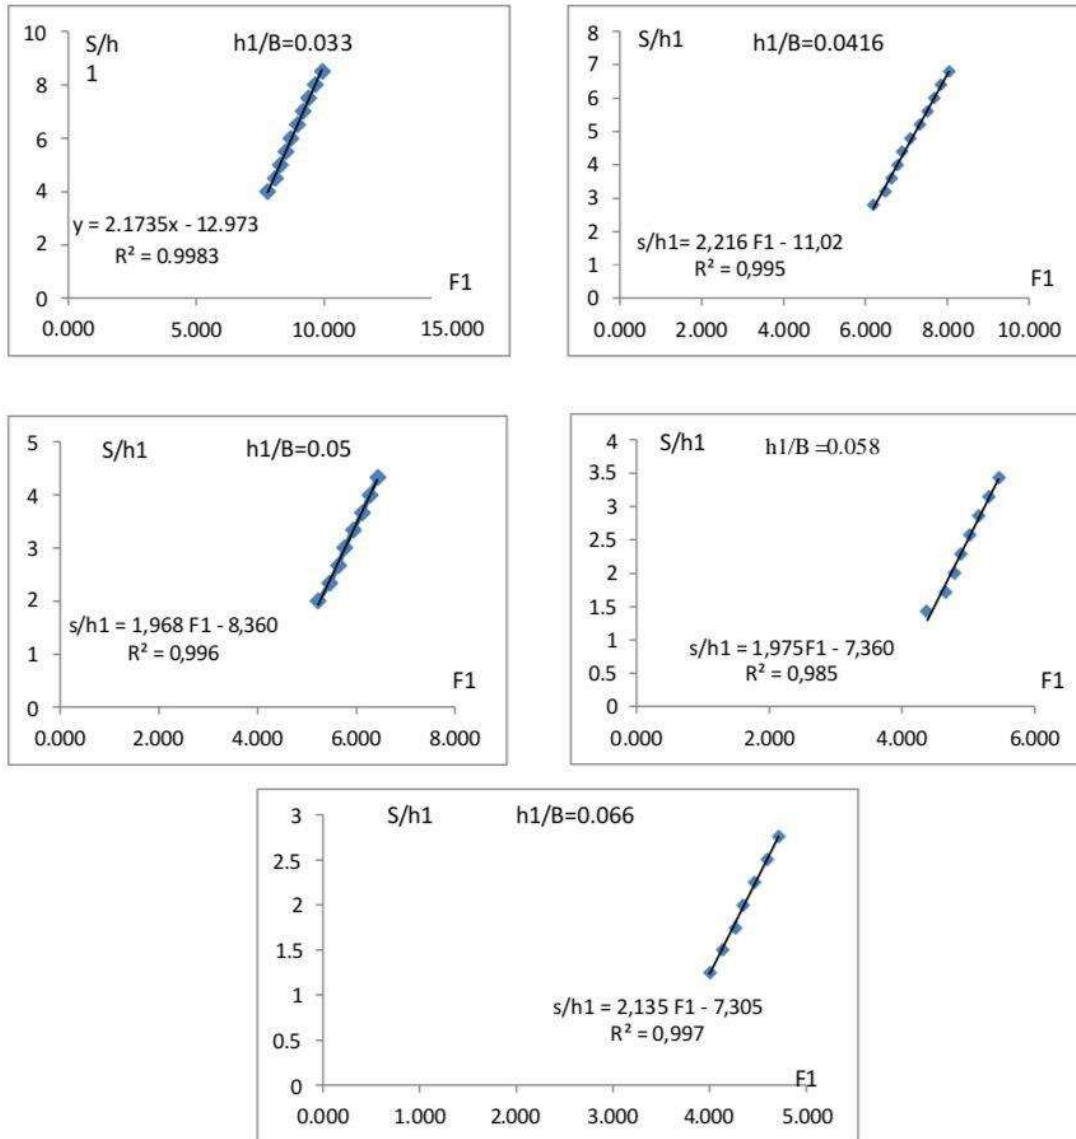 S/h
1
h1/B=0.033
10
8
6
4
2
0
y = 2.1735x - 12.973
R² = 0.9983
F1
0.000 5.000 10.000 15.000
S/h1
h1/B=0.0416
8
7
6
5
4
3
2
1
0
s/h1= 2,216 F1 - 11,02
R² = 0,995
F1
0.000 2.000 4.000 6.000 8.000 10.000
S/h1
h1/B=0.05
5
4
3
2
1
0
s/h1 = 1,968 F1 - 8,360
R² = 0,996
F1
0.000 2.000 4.000 6.000 8.000
S/h1
h1/B =0.058
4
3.5
3
2.5
2
1.5
1
0.5
0
s/h1 = 1,975F1 - 7,360
R² = 0,985
F1
0.000 2.000 4.000 6.000
S/h1
h1/B=0.066
3
2.5
2
1.5
1
0.5
0
s/h1 = 2,135 F1 - 7,305
R² = 0,997
F1
0.000 1.000 2.000 3.000 4.000 5.000